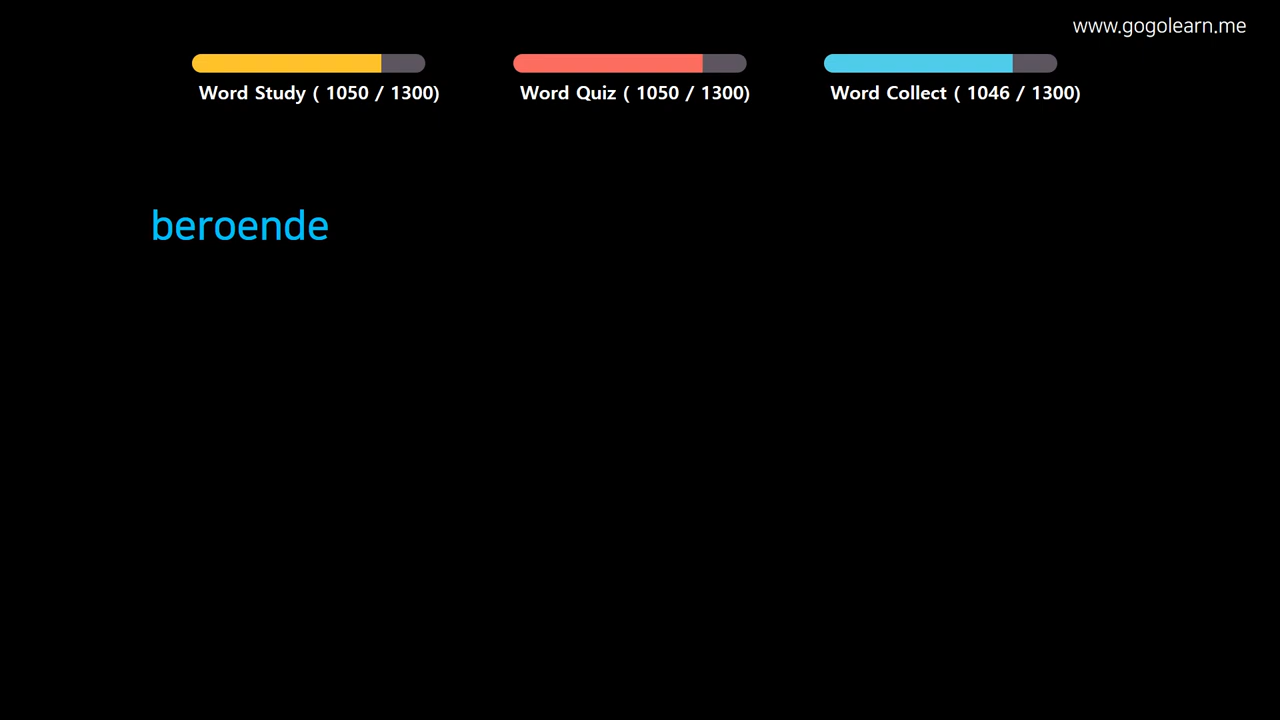 www.gogolearn.me
Word Study ( 1050 / 1300)
Word Quiz ( 1050 / 1300)
Word Collect ( 1046 / 1300)
beroende